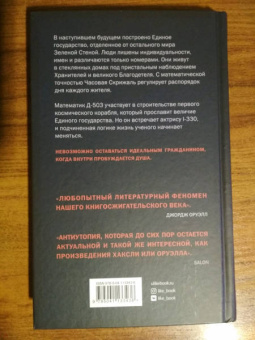 В наступившем будущем построено Единое
государство, отделенное от остального мира
Зеленой Стеной. Люди лишены индивидуальности,
имен и различаются только номерами. Они живут
в стеклянных домах под пристальным наблюдением
Хранителей и великого Благодетеля. С математической
точностью Часовая Скрижаль регулирует распорядок
дня каждого жителя.
Математик Д-503 участвует в строительстве первого
космического корабля, который прославит величие
Единого государства. Но он встречает актрису I-330,
и подчиненная логике жизнь ученого начинает
меняться.
НЕВОЗМОЖНО ОСТАВАТЬСЯ ИДЕАЛЬНЫМ ГРАЖДАНИНОМ,
КОГДА ВНУТРИ ПРОБУЖДАЕТСЯ ДУША.
«ЛЮБОПЫТНЫЙ ЛИТЕРАТУРНЫЙ ФЕНОМЕН
НАШЕГО КНИГОСЖИГАТЕЛЬСКОГО ВЕКА».
ДЖОРДЖ ОРУЭЛЛ
«АНТИУТОПИЯ, КОТОРАЯ ДО СИХ ПОР ОСТАЕТСЯ
АКТУАЛЬНОЙ И ТАКОЙ ЖЕ ИНТЕРЕСНОЙ, КАК
ПРОИЗВЕДЕНИЯ ХАКСЛИ ИЛИ ОРУЭЛЛА».
SALON